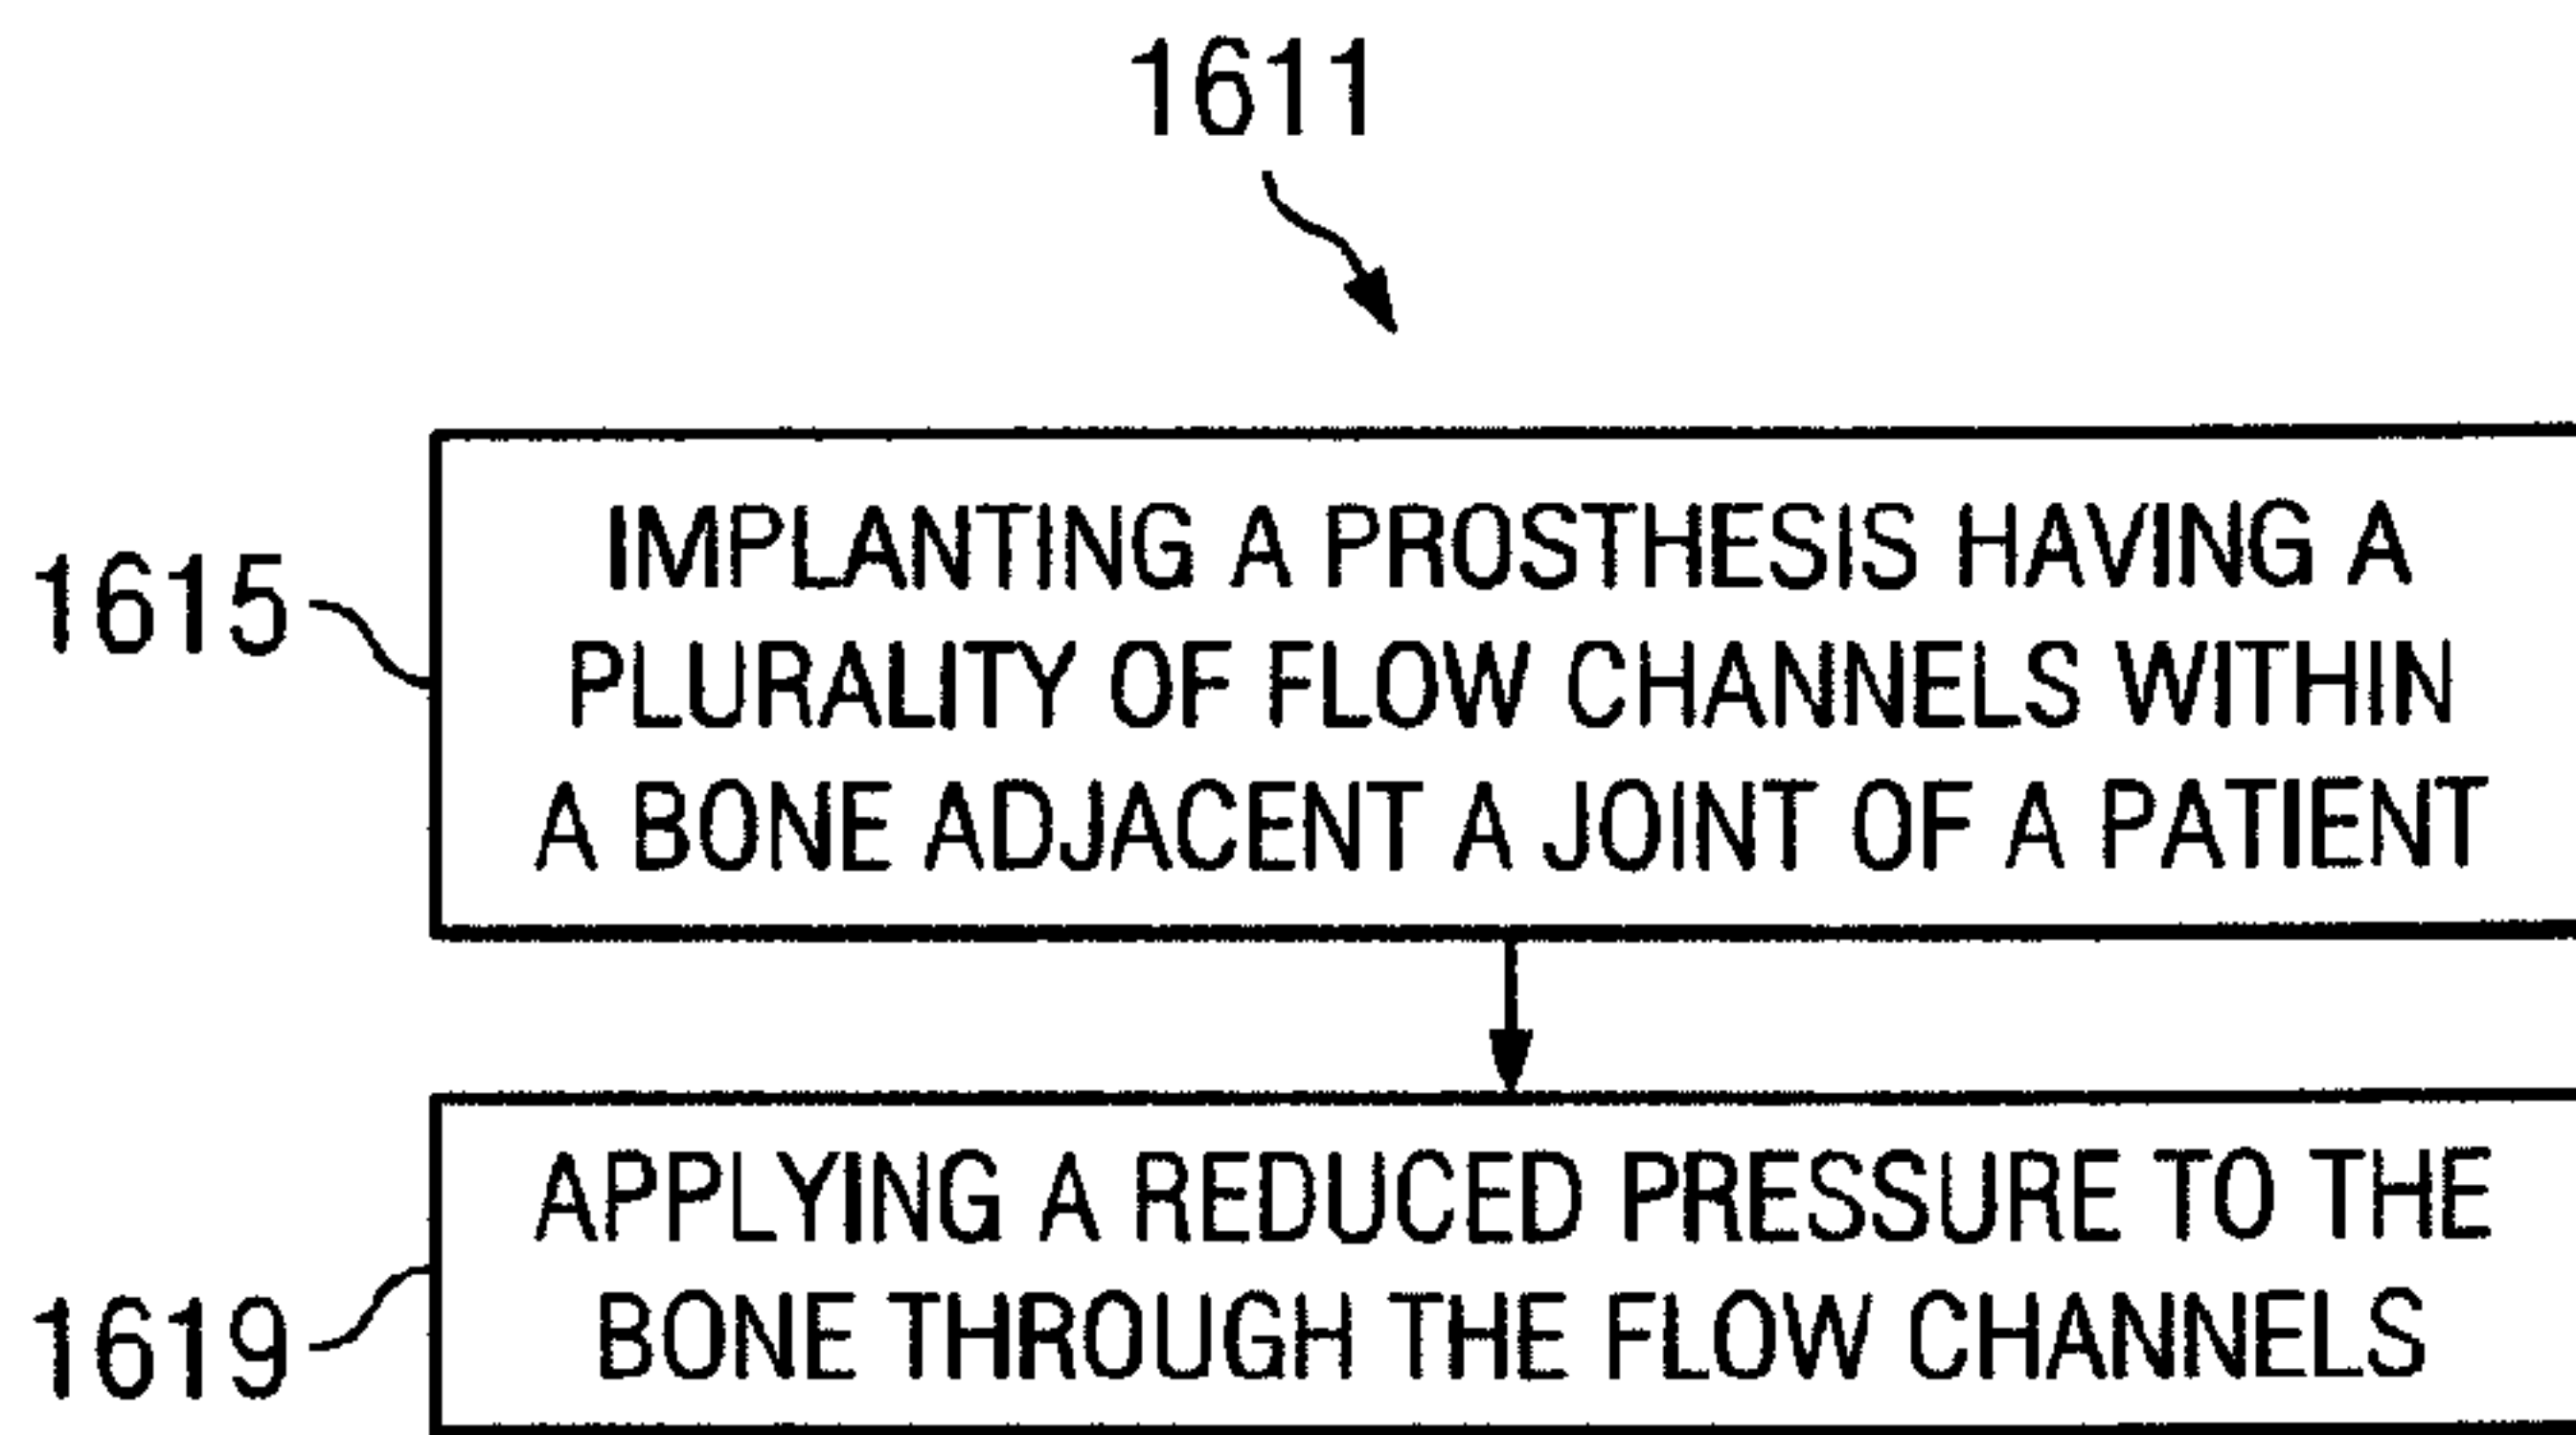 1611
1615
IMPLANTING A PROSTHESIS HAVING A
PLURALITY OF FLOW CHANNELS WITHIN
A BONE ADJACENT A JOINT OF A PATIENT
1619
APPLYING A REDUCED PRESSURE TO THE
BONE THROUGH THE FLOW CHANNELS